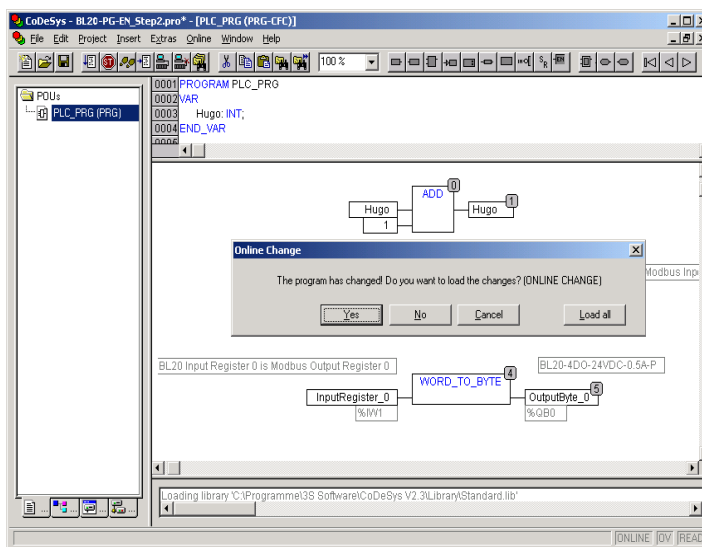 CoDeSys - BL20-PG-EN_Step2.pro* - [PLC_PRG (PRG-CFC)]
File Edit Project Insert Extras Online Window Help
100 %
POUs
PLC_PRG (PRG)
0001 PROGRAM PLC_PRG
0002 VAR
0003 Hugo: INT;
0004 END_VAR
0005
ADD
0
Hugo
1
Hugo
1
Online Change
The program has changed! Do you want to load the changes? (ONLINE CHANGE)
Yes No Cancel Load all
Modbus Inp
BL20 Input Register 0 is Modbus Output Register 0
BL20-4DO-24VDC-0.5A-P
WORD_TO_BYTE
4
InputRegister_0
OutputByte_0
5
%IW1
%QB0
Loading library 'C:\Programme\3S Software\CoDeSys V2.3\Library\Standard.lib'
ONLINE OV READ